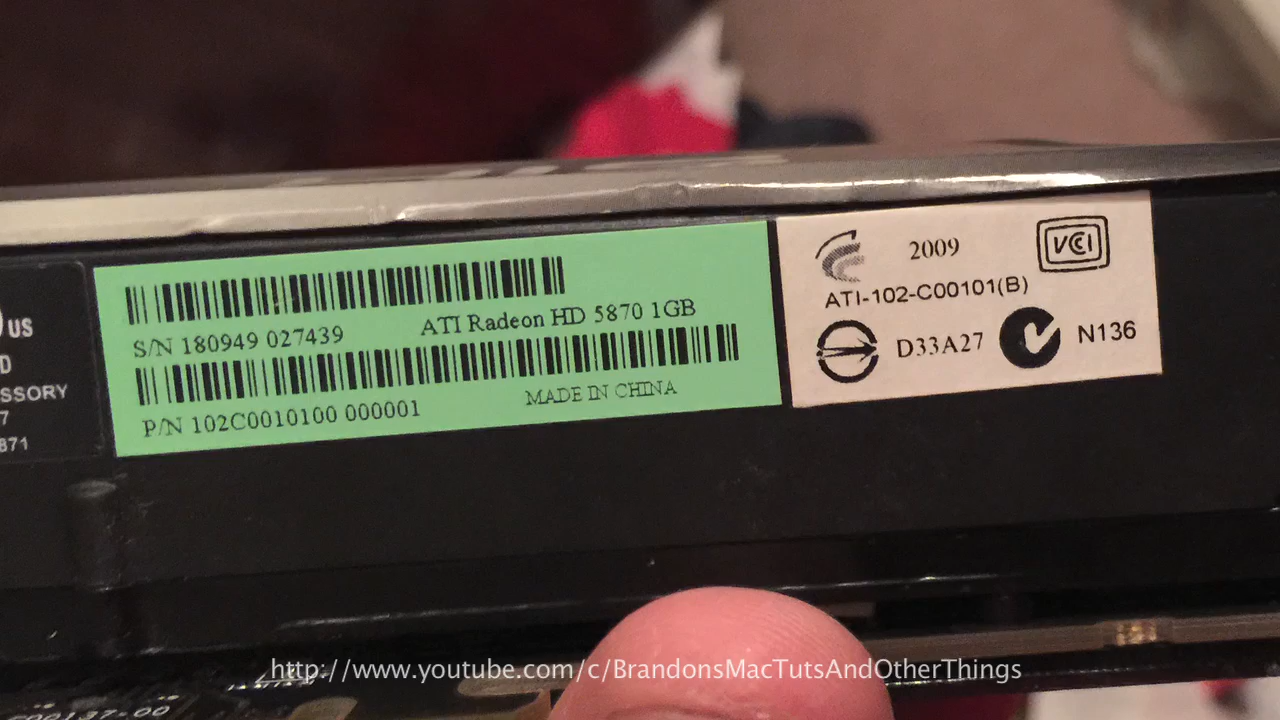 US
D
SSORY
7
871
S/N 180949 027439
ATI Radeon HD 5870 1GB
P/N 102C0010100 000001
MADE IN CHINA
2009
VCCI
ATI-102-C00101(B)
D33A27
N136
http://www.youtube.com/c/BrandonsMacTutsAndOtherThings